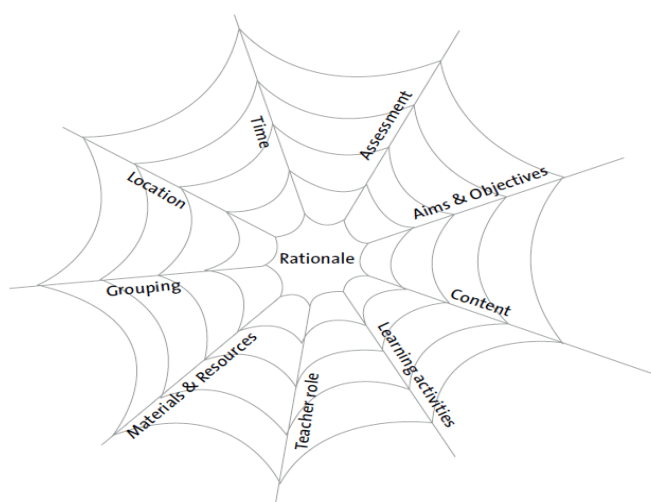 Time
Assessment
Location
Aims & Objectives
Rationale
Grouping
Content
Materials & Resources
Teacher role
Learning activities